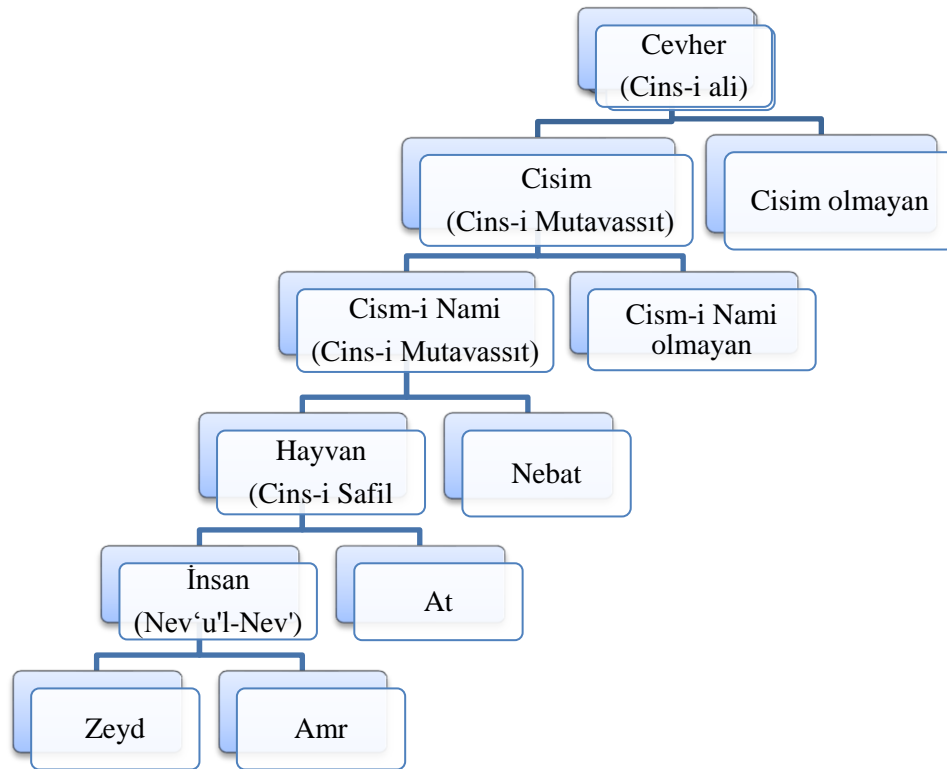 Cevher
(Cins-i ali)
Cisim
(Cins-i Mutavassıt)
Cisim olmayan
Cism-i Nami
(Cins-i Mutavassıt)
Cism-i Nami
olmayan
Hayvan
(Cins-i Safil
Nebat
İnsan
(Nev‘u'l-Nev')
At
Zeyd
Amr